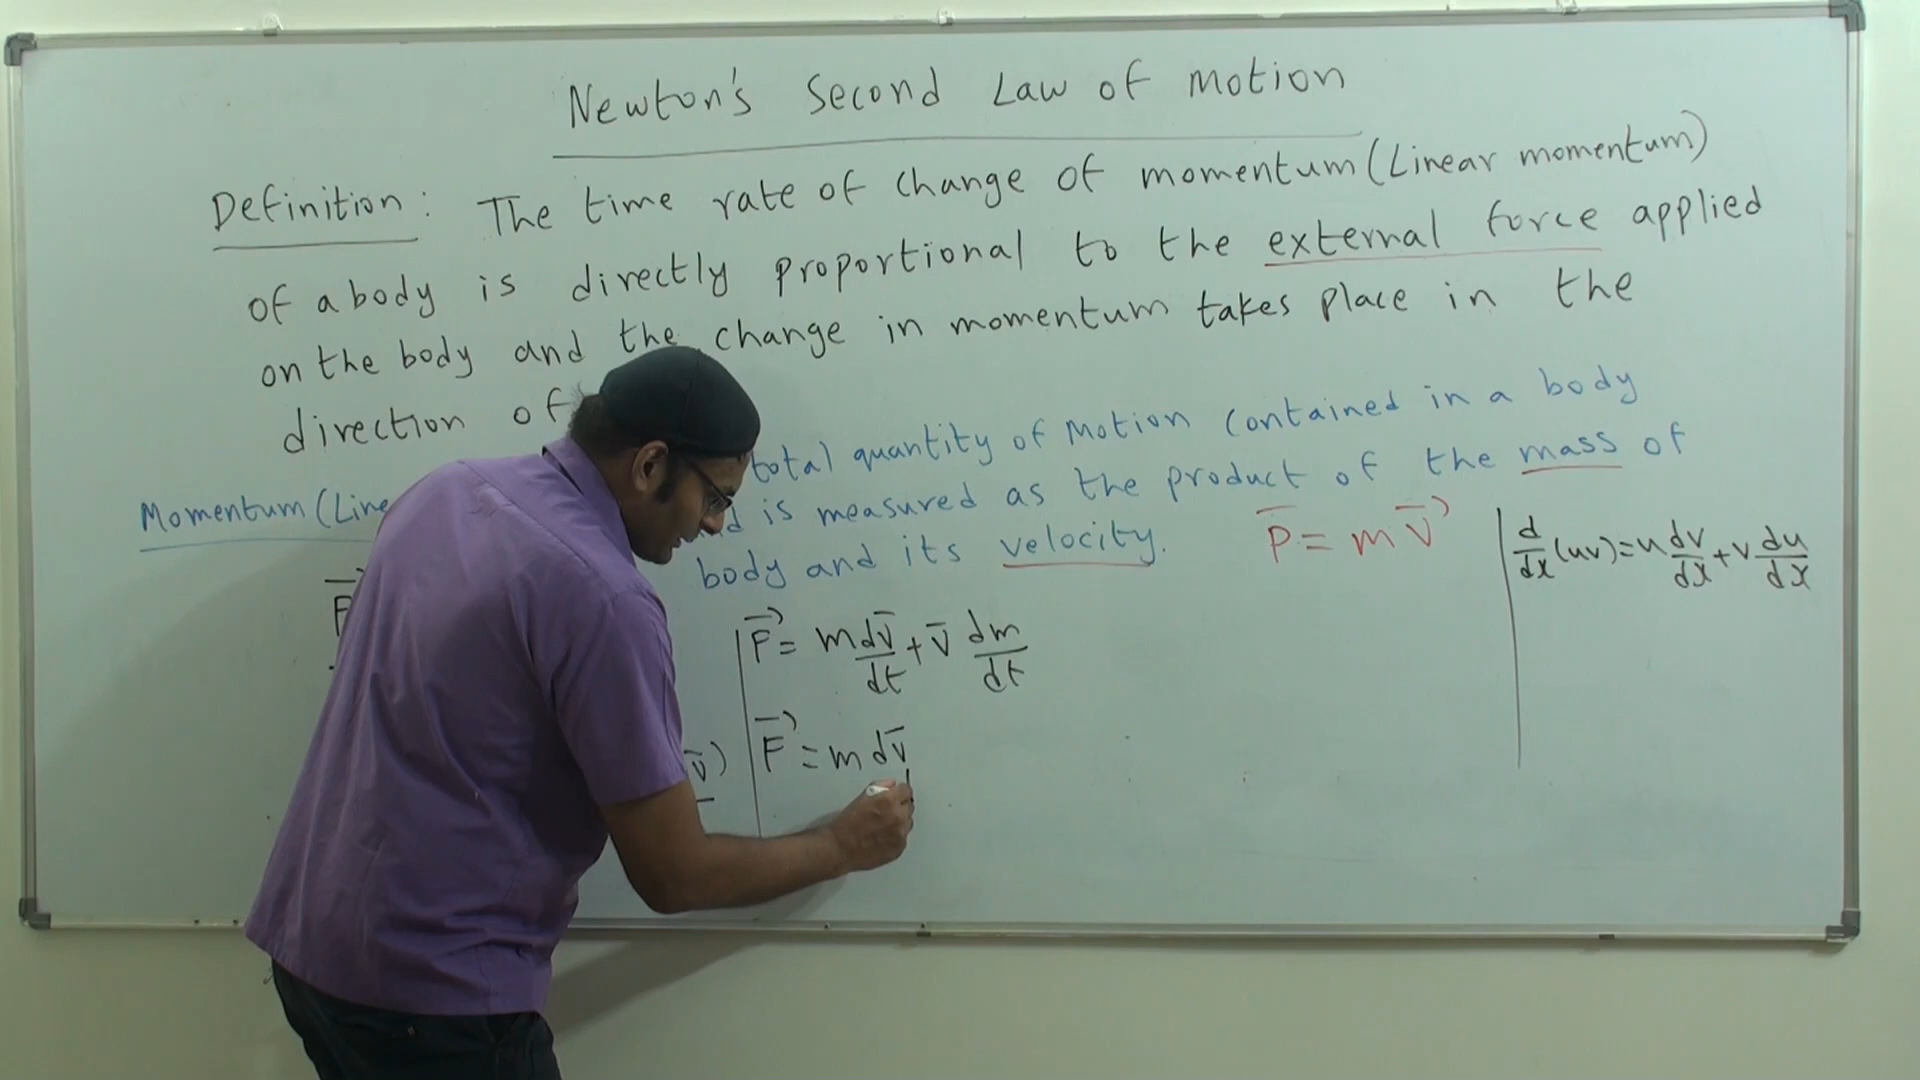 Newton's Second Law of Motion
Definition: The time rate of change of momentum (Linear momentum)
of a body is directly proportional to the external force applied
on the body and the change in momentum takes place in the
direction of
total quantity of Motion contained in a body
Momentum (Line
is measured as the product of the mass of
body and its velocity.
P̅ = m v⃗
d/dx (uv) = u dv/dx + v du/dx
F⃗ = m dv̅/dt + v̅ dm/dt
v̅)
F⃗ = m dv̅